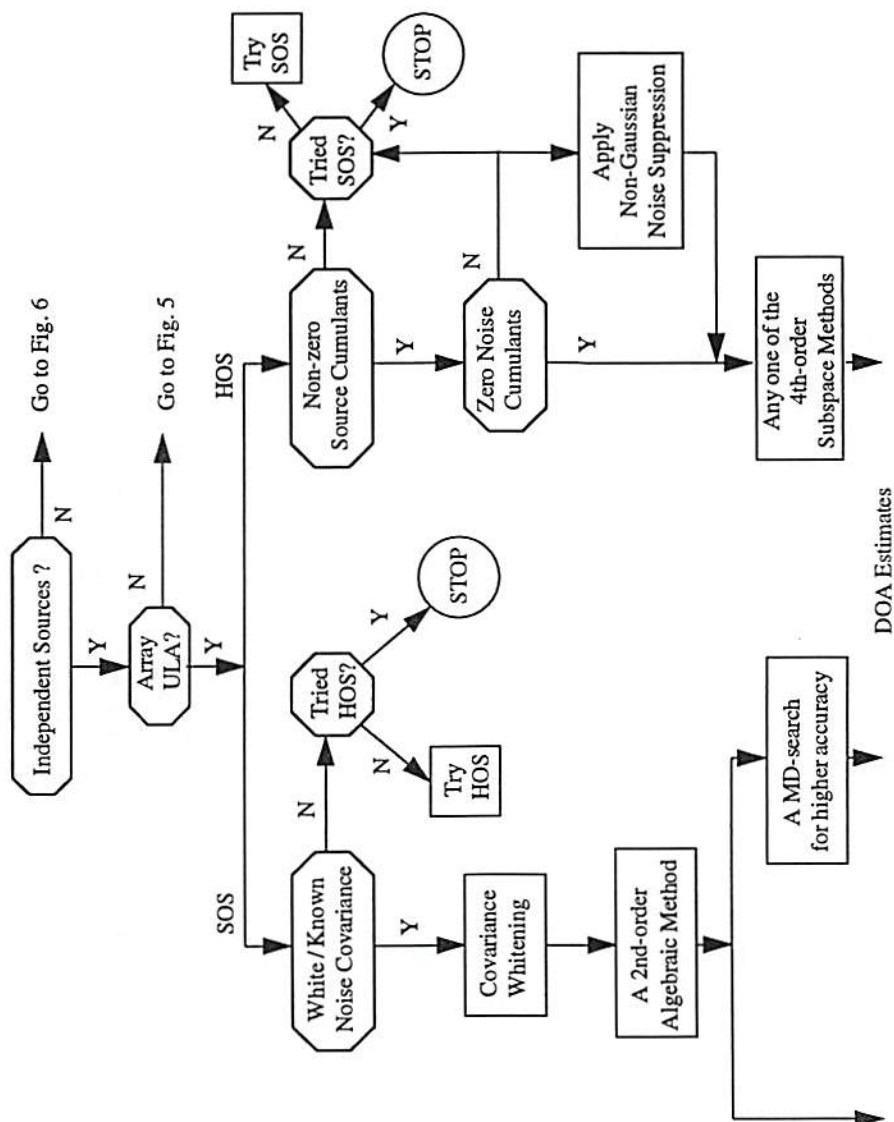 Independent Sources ?
N
Go to Fig. 6
Y
Array
ULA?
N
Go to Fig. 5
Y
SOS
HOS
White / Known
Noise Covariance
N
Tried
HOS?
Y
STOP
N
Try
HOS
Y
Covariance
Whitening
A 2nd-order
Algebraic Method
A MD-search
for higher accuracy
Non-zero
Source Cumulants
N
Tried
SOS?
N
Try
SOS
Y
STOP
Y
Zero Noise
Cumulants
N
Apply
Non-Gaussian
Noise Suppression
Y
Any one of the
4th-order
Subspace Methods
DOA Estimates